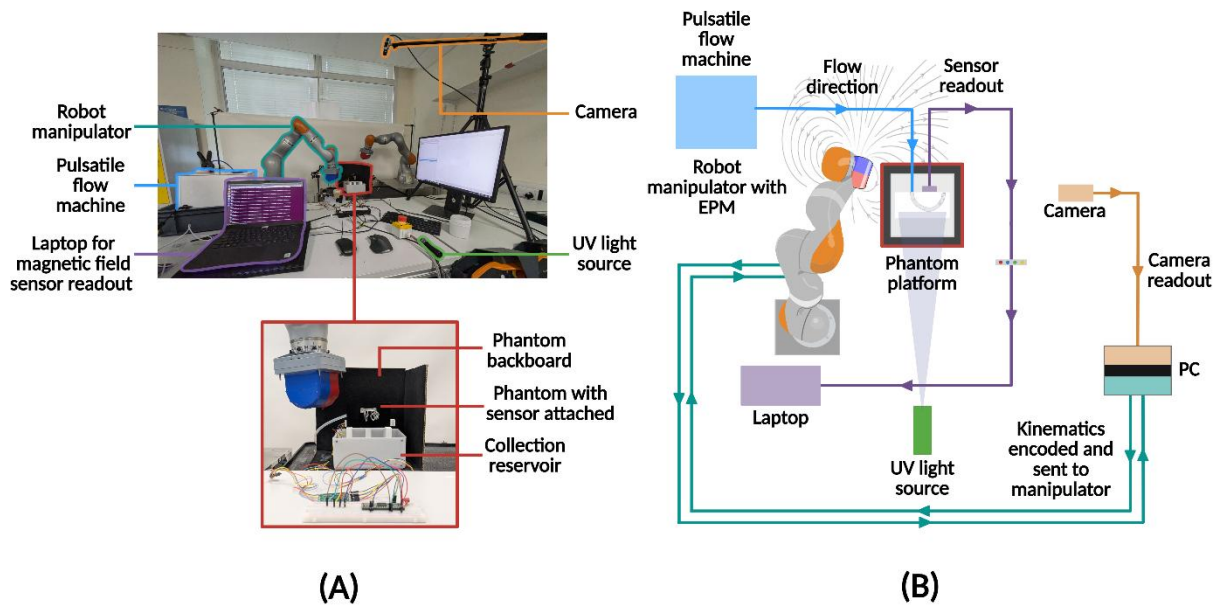 Robot
manipulator
Pulsatile
flow
machine
Laptop for
magnetic field
sensor readout
Camera
UV light
source
Phantom
backboard
Phantom with
sensor attached
Collection
reservoir
(A)
Pulsatile
flow
machine
Flow
direction
Sensor
readout
Robot
manipulator with
EPM
Phantom
platform
Camera
Camera
readout
PC
Laptop
UV light
source
Kinematics
encoded and
sent to
manipulator
(B)